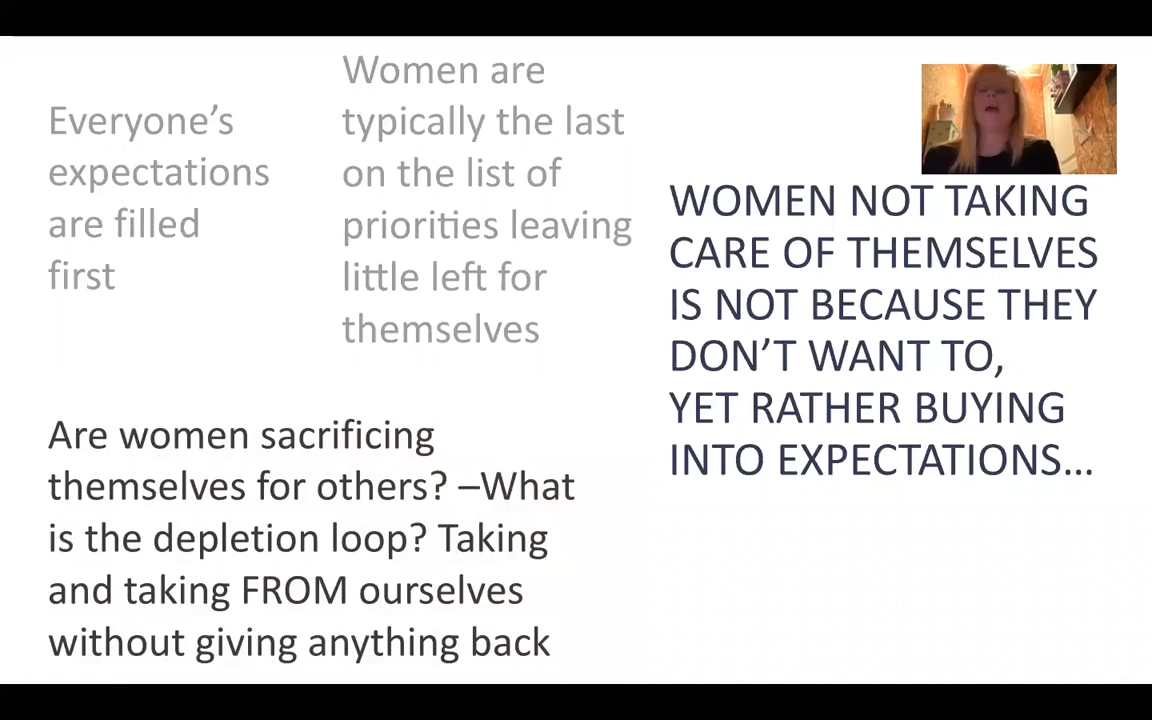 Everyone’s
expectations
are filled
first
Women are
typically the last
on the list of
priorities leaving
little left for
themselves
Are women sacrificing
themselves for others? –What
is the depletion loop? Taking
and taking FROM ourselves
without giving anything back
WOMEN NOT TAKING
CARE OF THEMSELVES
IS NOT BECAUSE THEY
DON’T WANT TO,
YET RATHER BUYING
INTO EXPECTATIONS…